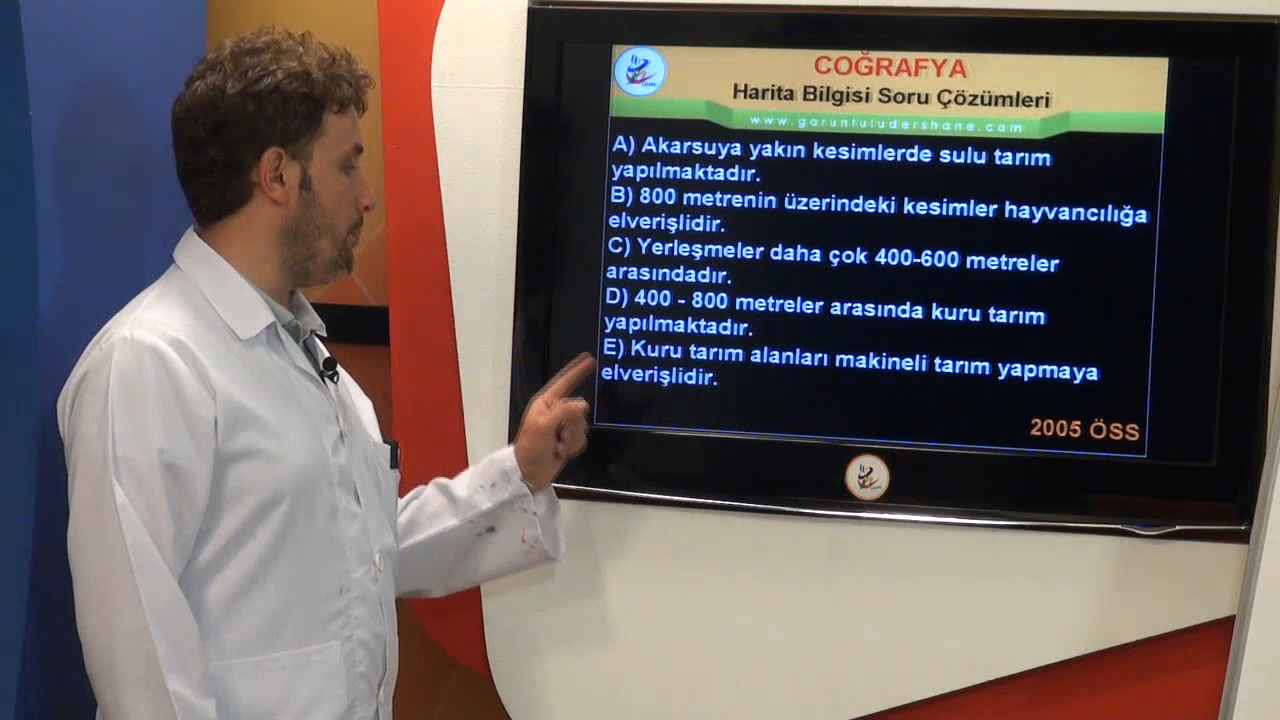 COĞRAFYA
Harita Bilgisi Soru Çözümleri
www.goruntuludershane.com
A) Akarsuya yakın kesimlerde sulu tarım
yapılmaktadır.
B) 800 metrenin üzerindeki kesimler hayvancılığa
elverişlidir.
C) Yerleşmeler daha çok 400-600 metreler
arasındadır.
D) 400 - 800 metreler arasında kuru tarım
yapılmaktadır.
E) Kuru tarım alanları makineli tarım yapmaya
elverişlidir.
2005 ÖSS